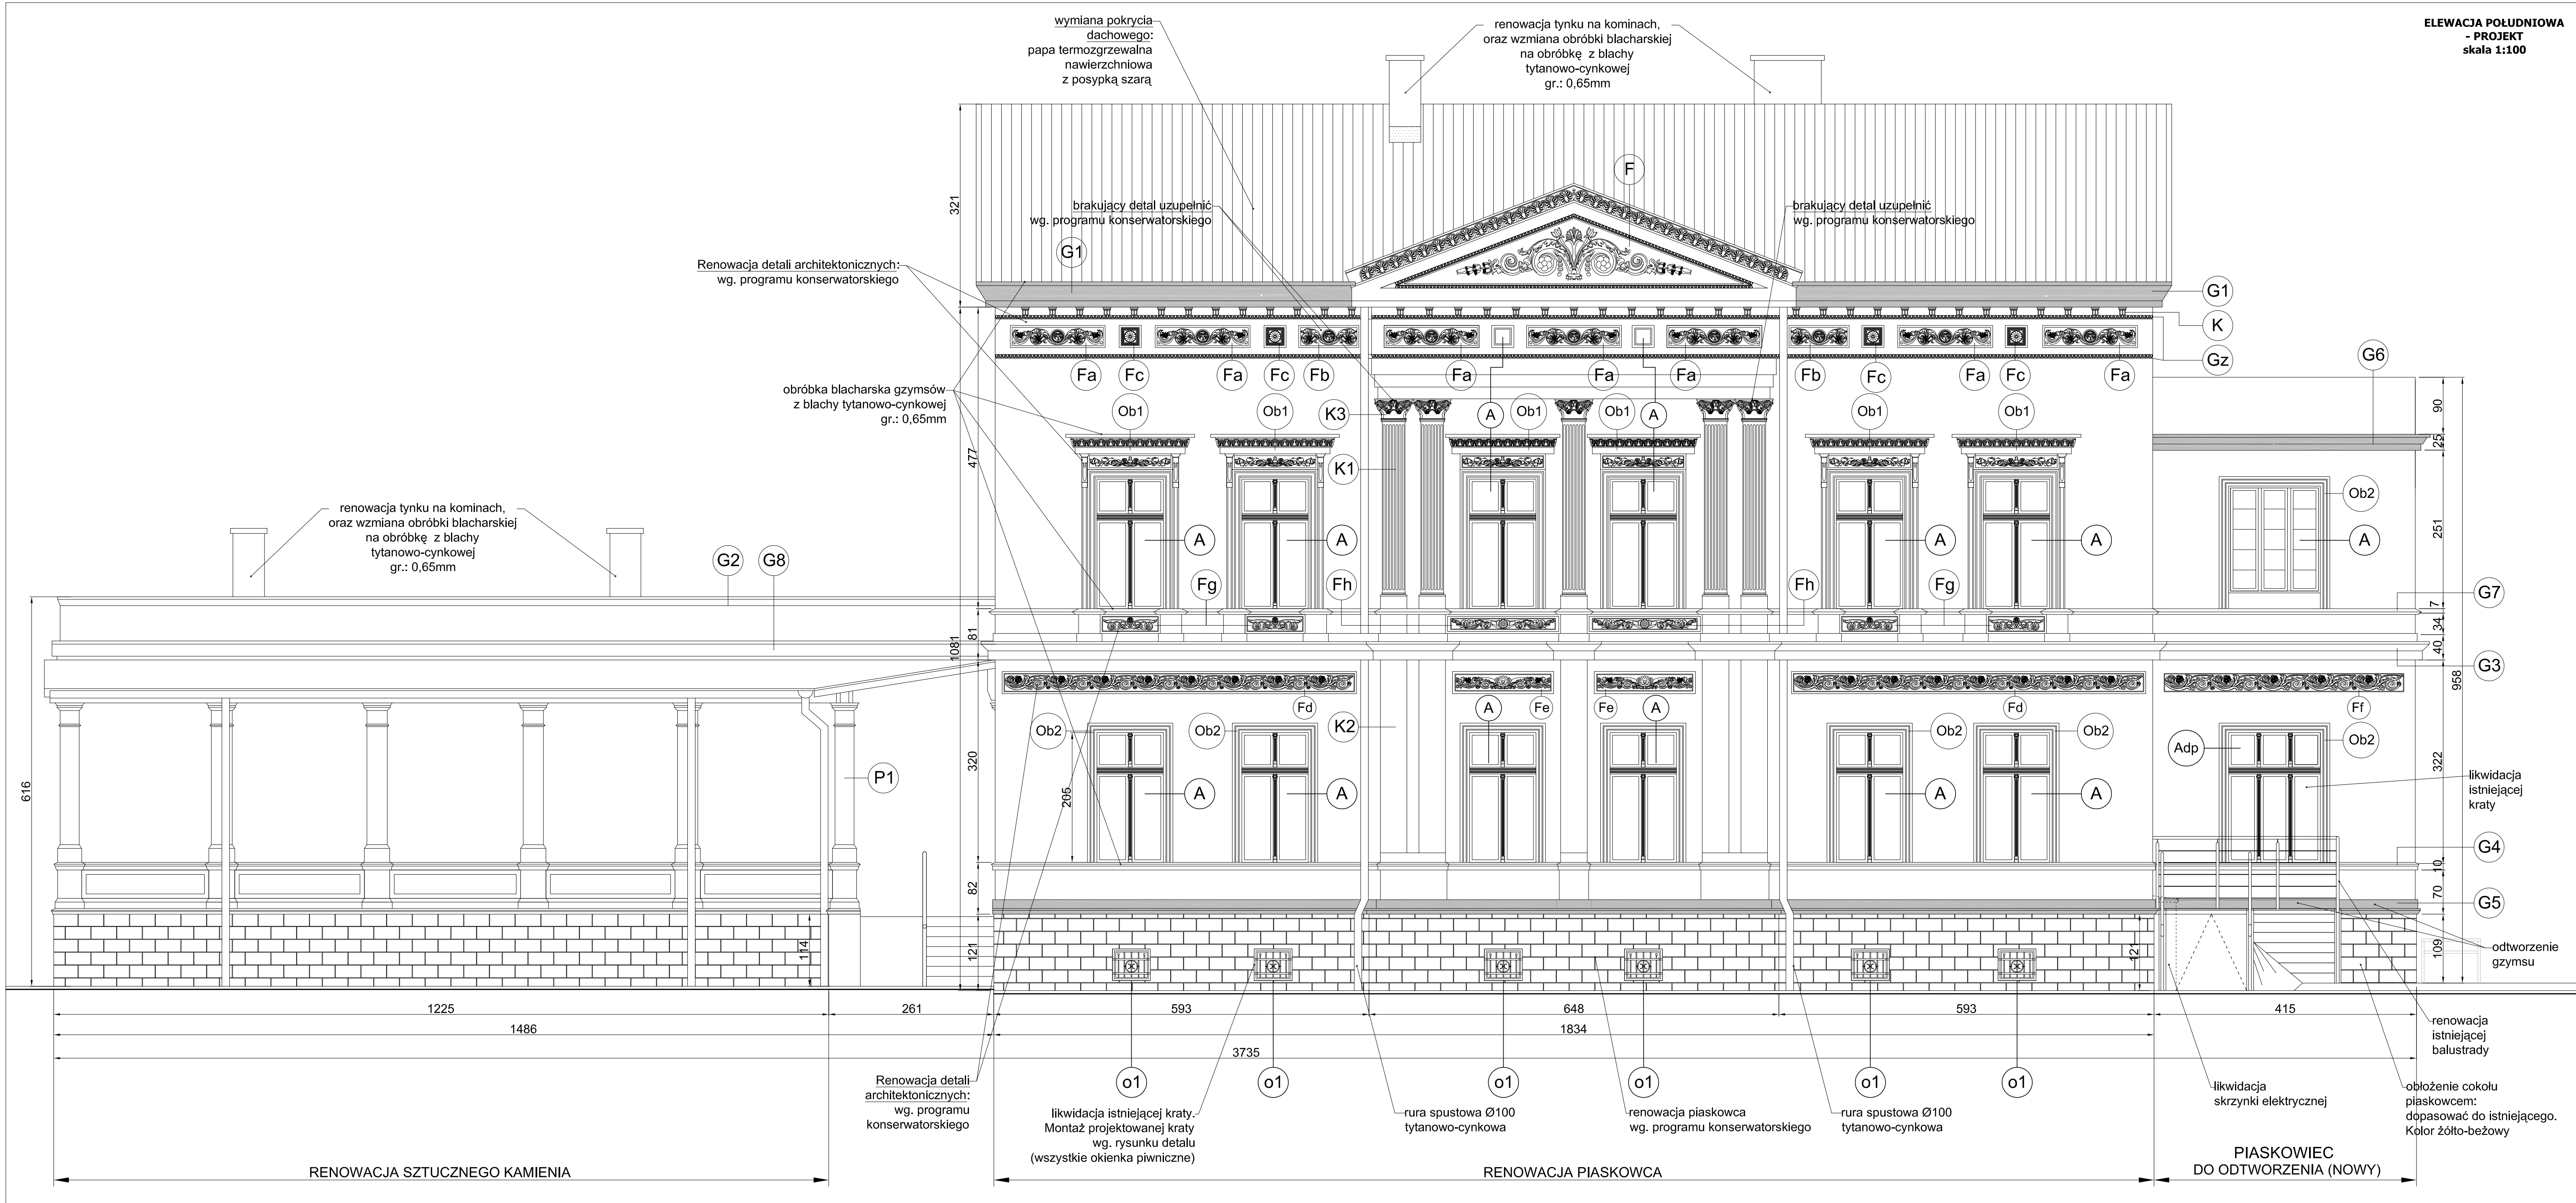 ELEWACJA POŁUDNIOWA
- PROJEKT
skala 1:100
wymiana pokrycia
dachowego:
papa termozgrzewalna
nawierzchniowa
z posypką szarą
renowacja tynku na kominach,
oraz wzmiana obróbki blacharskiej
na obróbkę z blachy
tytanowo-cynkowej
gr.: 0,65mm
F
321
brakujący detal uzupełnić
wg. programu konserwatorskiego
brakujący detal uzupełnić
wg. programu konserwatorskiego
G1
Renowacja detali architektonicznych:
wg. programu konserwatorskiego
G1
K
Gz
G6
Fa
Fc
Fa
Fc
Fb
Fa
Fa
Fa
Fb
Fc
Fa
Fc
Fa
obróbka blacharska gzymsów
z blachy tytanowo-cynkowej
gr.: 0,65mm
Ob1
Ob1
K3
A
Ob1
Ob1
A
Ob1
Ob1
90
25
477
K1
Ob2
251
renowacja tynku na kominach,
oraz wzmiana obróbki blacharskiej
na obróbkę z blachy
tytanowo-cynkowej
gr.: 0,65mm
A
A
A
A
A
G2
G8
Fg
Fh
Fh
Fg
G7
7
34
81
1081
40
G3
958
616
Fd
Fe
Fe
Fd
Ff
A
A
Ob2
Ob2
K2
Ob2
Ob2
Adp
Ob2
320
322
P1
205
A
A
A
A
likwidacja
istniejącej
kraty
G4
10
82
70
G5
114
121
121
109
odtworzenie
gzymsu
1225
261
593
648
593
415
1486
1834
3735
renowacja
istniejącej
balustrady
o1
o1
o1
o1
o1
o1
Renowacja detali
architektonicznych:
wg. programu
konserwatorskiego
likwidacja istniejącej kraty.
Montaż projektowanej kraty
wg. rysunku detalu
(wszystkie okienka piwniczne)
rura spustowa Ø100
tytanowo-cynkowa
renowacja piaskowca
wg. programu konserwatorskiego
rura spustowa Ø100
tytanowo-cynkowa
likwidacja
skrzynki elektrycznej
obłożenie cokołu
piaskowcem:
dopasować do istniejącego.
Kolor żółto-beżowy
RENOWACJA SZTUCZNEGO KAMIENIA
RENOWACJA PIASKOWCA
PIASKOWIEC
DO ODTWORZENIA (NOWY)